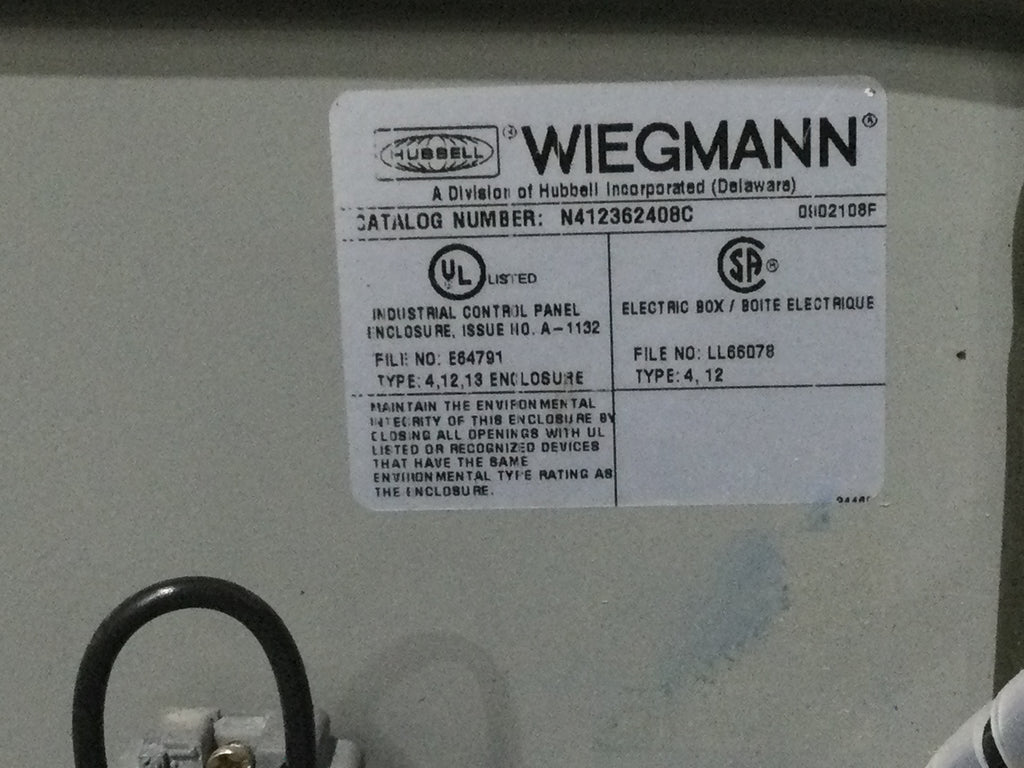 HUBBELL ® WIEGMANN®
A Division of Hubbell Incorporated (Delaware)
CATALOG NUMBER: N412362408C
UL LISTED
INDUSTRIAL CONTROL PANEL
ENCLOSURE, ISSUE NO. A-1132
FILE NO: E64791
TYPE: 4,12,13 ENCLOSURE
SA ®
ELECTRIC BOX / BOITE ELECTRIQUE
FILE NO: LL66078
TYPE: 4, 12
MAINTAIN THE ENVIRONMENTAL
INTEGRITY OF THIS ENCLOSURE BY
CLOSING ALL OPENINGS WITH UL
LISTED OR RECOGNIZED DEVICES
THAT HAVE THE SAME
ENVIRONMENTAL TYPE RATING AS
THE ENCLOSURE.